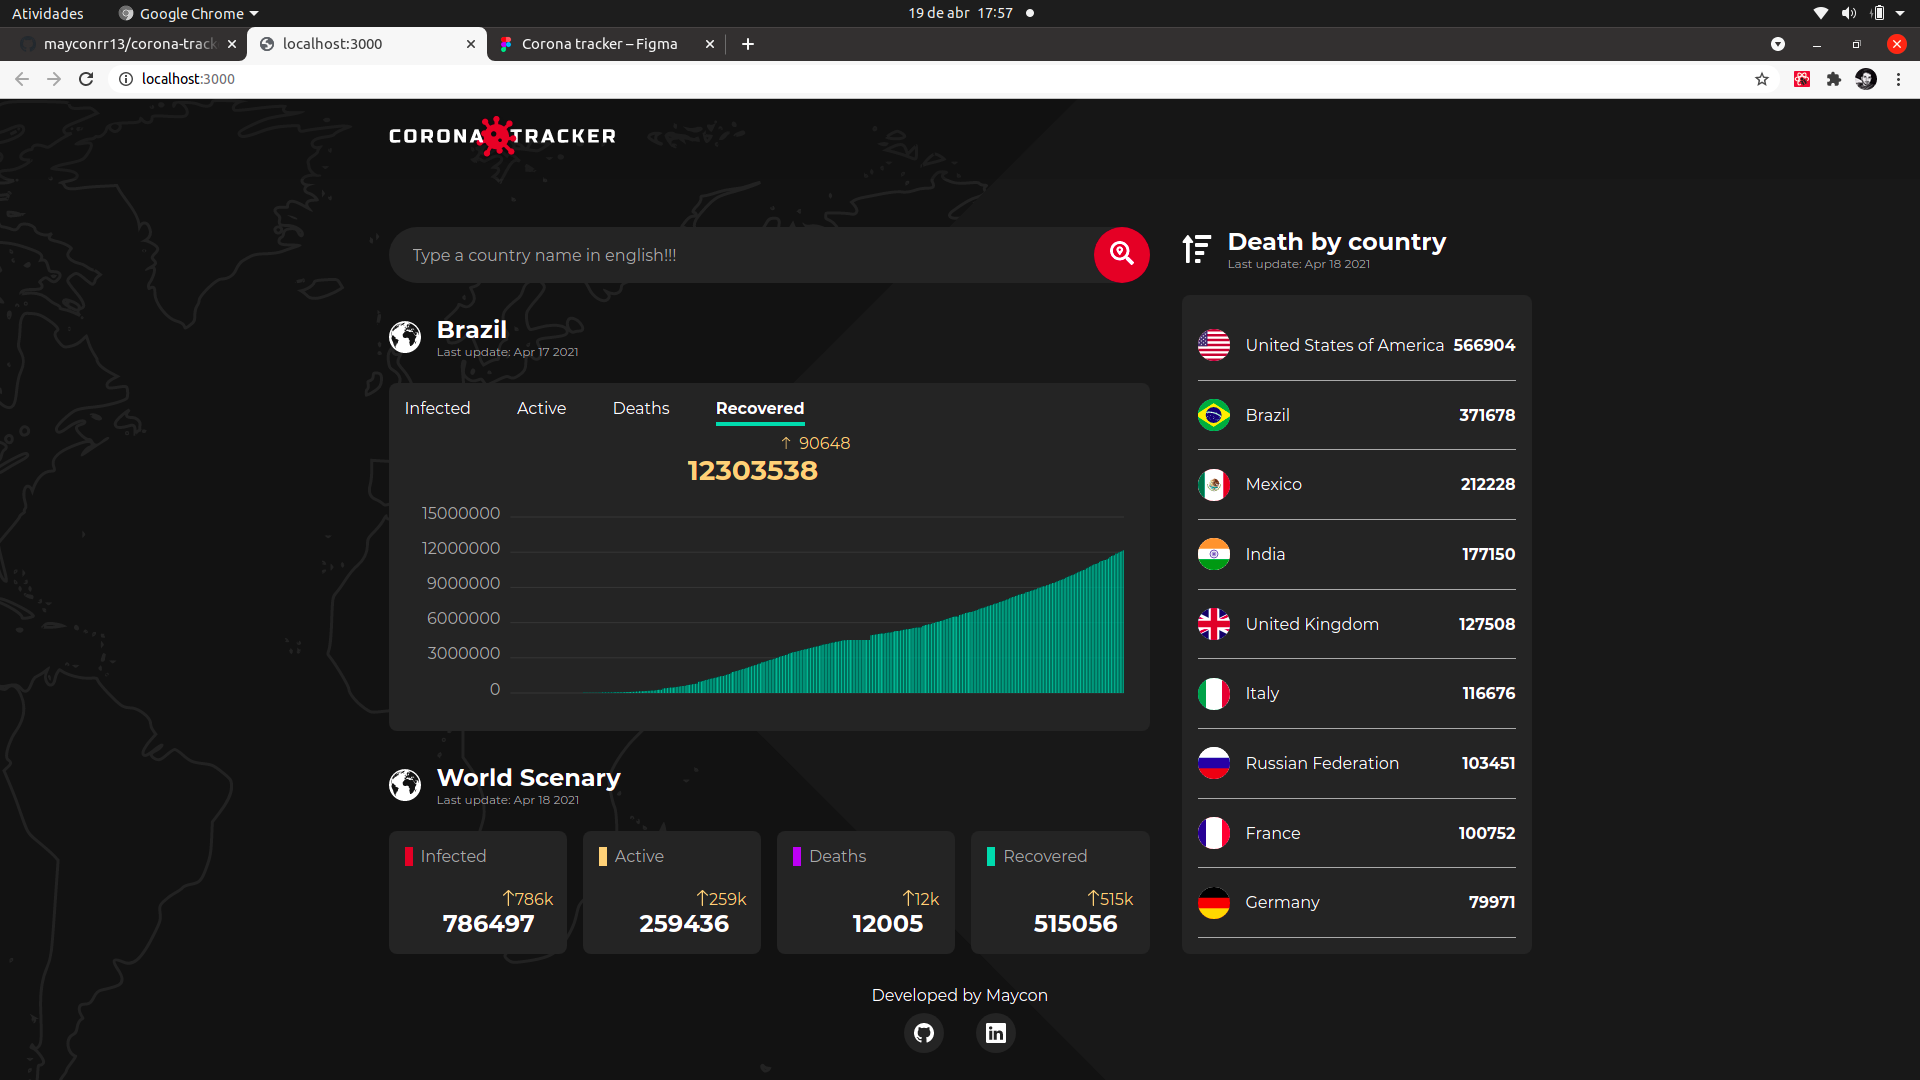 Atividades
Google Chrome
19 de abr 17:57
mayconrr13/corona-track
localhost:3000
Corona tracker – Figma
localhost:3000
CORONA TRACKER
Type a country name in english!!!
Brazil
Last update: Apr 17 2021
Infected Active Deaths Recovered
↑ 90648
12303538
15000000
12000000
9000000
6000000
3000000
0
World Scenary
Last update: Apr 18 2021
Infected
↑786k
786497
Active
↑259k
259436
Deaths
↑12k
12005
Recovered
↑515k
515056
Death by country
Last update: Apr 18 2021
United States of America 566904
Brazil 371678
Mexico 212228
India 177150
United Kingdom 127508
Italy 116676
Russian Federation 103451
France 100752
Germany 79971
Developed by Maycon